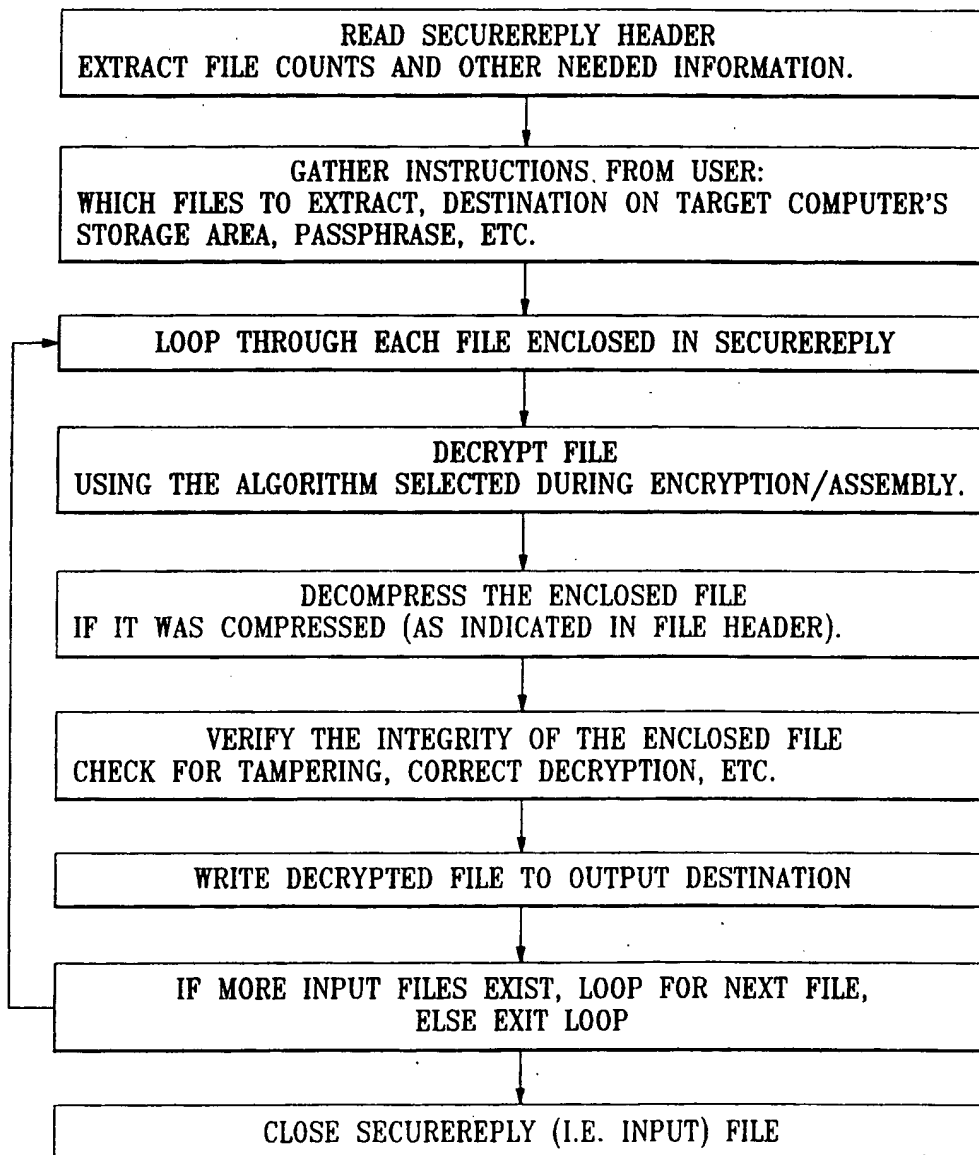 READ SECUREREPLY HEADER
EXTRACT FILE COUNTS AND OTHER NEEDED INFORMATION.
GATHER INSTRUCTIONS FROM USER:
WHICH FILES TO EXTRACT, DESTINATION ON TARGET COMPUTER'S
STORAGE AREA, PASSPHRASE, ETC.
LOOP THROUGH EACH FILE ENCLOSED IN SECUREREPLY
DECRYPT FILE
USING THE ALGORITHM SELECTED DURING ENCRYPTION/ASSEMBLY.
DECOMPRESS THE ENCLOSED FILE
IF IT WAS COMPRESSED (AS INDICATED IN FILE HEADER).
VERIFY THE INTEGRITY OF THE ENCLOSED FILE
CHECK FOR TAMPERING, CORRECT DECRYPTION, ETC.
WRITE DECRYPTED FILE TO OUTPUT DESTINATION
IF MORE INPUT FILES EXIST, LOOP FOR NEXT FILE,
ELSE EXIT LOOP
CLOSE SECUREREPLY (I.E. INPUT) FILE